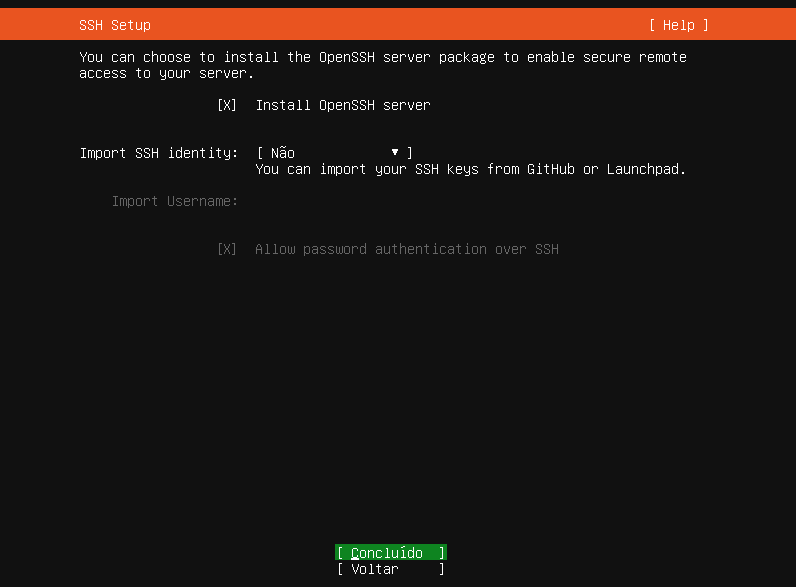 SSH Setup [ Help ]
You can choose to install the OpenSSH server package to enable secure remote
access to your server.
[X] Install OpenSSH server
Import SSH identity: [ Não ▾ ]
You can import your SSH keys from GitHub or Launchpad.
Import Username:
[X] Allow password authentication over SSH
[ Concluído ]
[ Voltar ]